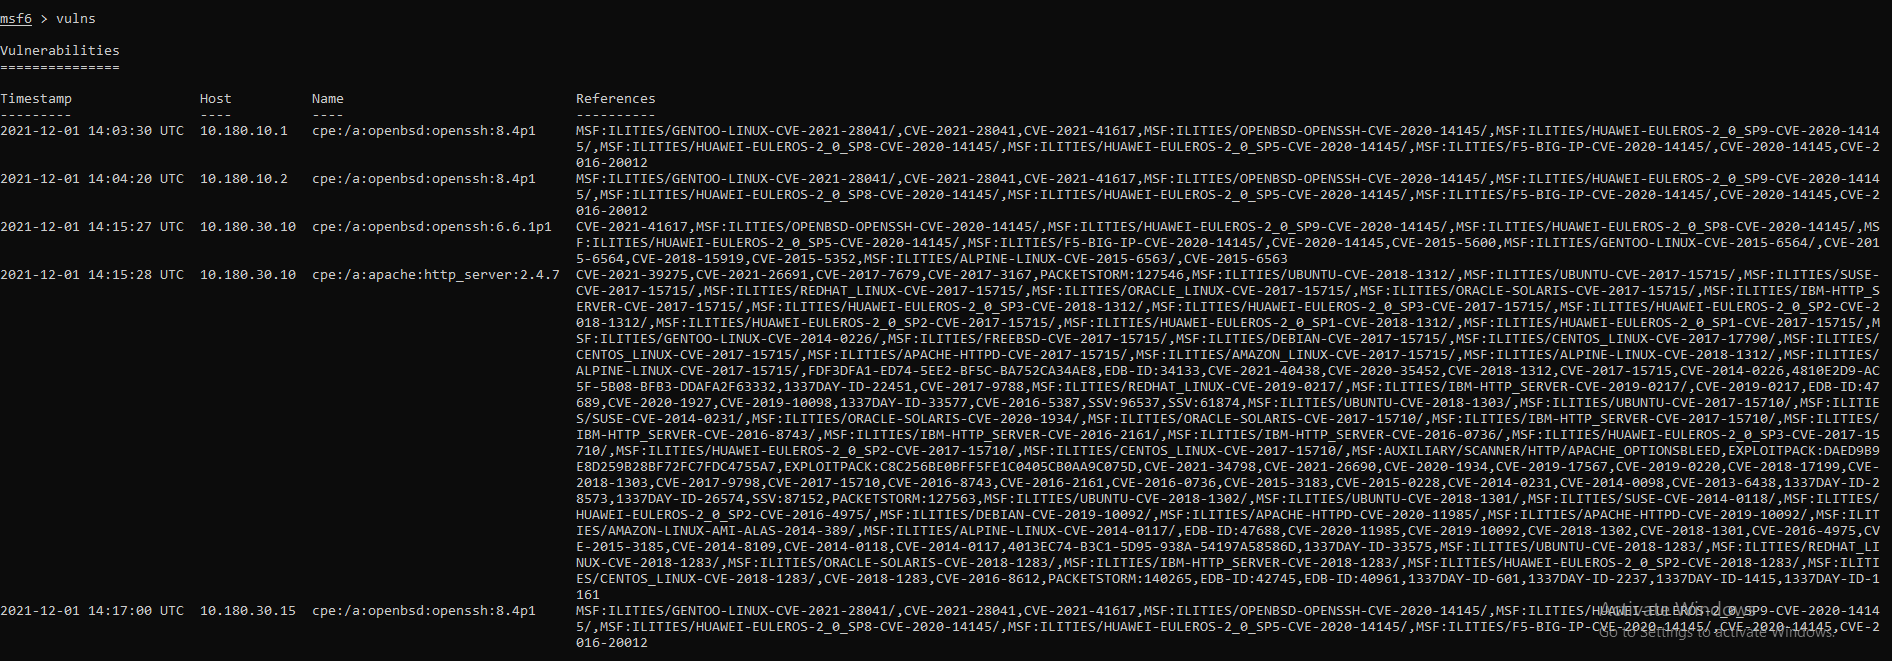 msf6 > vulns
Vulnerabilities
===============
Timestamp Host Name References
--------- ---- ---- ----------
2021-12-01 14:03:30 UTC 10.180.10.1 cpe:/a:openbsd:openssh:8.4p1 MSF:ILITIES/GENTOO-LINUX-CVE-2021-28041/,CVE-2021-28041,CVE-2021-41617,MSF:ILITIES/OPENBSD-OPENSSH-CVE-2020-14145/,MSF:ILITIES/HUAWEI-EULEROS-2_0_SP9-CVE-2020-1414
5/,MSF:ILITIES/HUAWEI-EULEROS-2_0_SP8-CVE-2020-14145/,MSF:ILITIES/HUAWEI-EULEROS-2_0_SP5-CVE-2020-14145/,MSF:ILITIES/F5-BIG-IP-CVE-2020-14145/,CVE-2020-14145,CVE-2
016-20012
2021-12-01 14:04:20 UTC 10.180.10.2 cpe:/a:openbsd:openssh:8.4p1 MSF:ILITIES/GENTOO-LINUX-CVE-2021-28041/,CVE-2021-28041,CVE-2021-41617,MSF:ILITIES/OPENBSD-OPENSSH-CVE-2020-14145/,MSF:ILITIES/HUAWEI-EULEROS-2_0_SP9-CVE-2020-1414
5/,MSF:ILITIES/HUAWEI-EULEROS-2_0_SP8-CVE-2020-14145/,MSF:ILITIES/HUAWEI-EULEROS-2_0_SP5-CVE-2020-14145/,MSF:ILITIES/F5-BIG-IP-CVE-2020-14145/,CVE-2020-14145,CVE-2
016-20012
2021-12-01 14:15:27 UTC 10.180.30.10 cpe:/a:openbsd:openssh:6.6.1p1 CVE-2021-41617,MSF:ILITIES/OPENBSD-OPENSSH-CVE-2020-14145/,MSF:ILITIES/HUAWEI-EULEROS-2_0_SP9-CVE-2020-14145/,MSF:ILITIES/HUAWEI-EULEROS-2_0_SP8-CVE-2020-14145/,MS
F:ILITIES/HUAWEI-EULEROS-2_0_SP5-CVE-2020-14145/,MSF:ILITIES/F5-BIG-IP-CVE-2020-14145/,CVE-2020-14145,CVE-2015-5600,MSF:ILITIES/GENTOO-LINUX-CVE-2015-6564/,CVE-201
5-6564,CVE-2018-15919,CVE-2015-5352,MSF:ILITIES/ALPINE-LINUX-CVE-2015-6563/,CVE-2015-6563
2021-12-01 14:15:28 UTC 10.180.30.10 cpe:/a:apache:http_server:2.4.7 CVE-2021-39275,CVE-2021-26691,CVE-2017-7679,CVE-2017-3167,PACKETSTORM:127546,MSF:ILITIES/UBUNTU-CVE-2018-1312/,MSF:ILITIES/UBUNTU-CVE-2017-15715/,MSF:ILITIES/SUSE-
CVE-2017-15715/,MSF:ILITIES/REDHAT_LINUX-CVE-2017-15715/,MSF:ILITIES/ORACLE_LINUX-CVE-2017-15715/,MSF:ILITIES/ORACLE-SOLARIS-CVE-2017-15715/,MSF:ILITIES/IBM-HTTP_S
ERVER-CVE-2017-15715/,MSF:ILITIES/HUAWEI-EULEROS-2_0_SP3-CVE-2018-1312/,MSF:ILITIES/HUAWEI-EULEROS-2_0_SP3-CVE-2017-15715/,MSF:ILITIES/HUAWEI-EULEROS-2_0_SP2-CVE-2
018-1312/,MSF:ILITIES/HUAWEI-EULEROS-2_0_SP2-CVE-2017-15715/,MSF:ILITIES/HUAWEI-EULEROS-2_0_SP1-CVE-2018-1312/,MSF:ILITIES/HUAWEI-EULEROS-2_0_SP1-CVE-2017-15715/,M
SF:ILITIES/GENTOO-LINUX-CVE-2014-0226/,MSF:ILITIES/FREEBSD-CVE-2017-15715/,MSF:ILITIES/DEBIAN-CVE-2017-15715/,MSF:ILITIES/CENTOS_LINUX-CVE-2017-17790/,MSF:ILITIES/
CENTOS_LINUX-CVE-2017-15715/,MSF:ILITIES/APACHE-HTTPD-CVE-2017-15715/,MSF:ILITIES/AMAZON_LINUX-CVE-2017-15715/,MSF:ILITIES/ALPINE-LINUX-CVE-2018-1312/,MSF:ILITIES/
ALPINE-LINUX-CVE-2017-15715/,FDF3DFA1-ED74-5EE2-BF5C-BA752CA34AE8,EDB-ID:34133,CVE-2021-40438,CVE-2020-35452,CVE-2018-1312,CVE-2017-15715,CVE-2014-0226,4810E2D9-AC
5F-5B08-BFB3-DDAFA2F63332,1337DAY-ID-22451,CVE-2017-9788,MSF:ILITIES/REDHAT_LINUX-CVE-2019-0217/,MSF:ILITIES/IBM-HTTP_SERVER-CVE-2019-0217/,CVE-2019-0217,EDB-ID:47
689,CVE-2020-1927,CVE-2019-10098,1337DAY-ID-33577,CVE-2016-5387,SSV:96537,SSV:61874,MSF:ILITIES/UBUNTU-CVE-2018-1303/,MSF:ILITIES/UBUNTU-CVE-2017-15710/,MSF:ILITIE
S/SUSE-CVE-2014-0231/,MSF:ILITIES/ORACLE-SOLARIS-CVE-2020-1934/,MSF:ILITIES/ORACLE-SOLARIS-CVE-2017-15710/,MSF:ILITIES/IBM-HTTP_SERVER-CVE-2017-15710/,MSF:ILITIES/
IBM-HTTP_SERVER-CVE-2016-8743/,MSF:ILITIES/IBM-HTTP_SERVER-CVE-2016-2161/,MSF:ILITIES/IBM-HTTP_SERVER-CVE-2016-0736/,MSF:ILITIES/HUAWEI-EULEROS-2_0_SP3-CVE-2017-15
710/,MSF:ILITIES/HUAWEI-EULEROS-2_0_SP2-CVE-2017-15710/,MSF:ILITIES/CENTOS_LINUX-CVE-2017-15710/,MSF:AUXILIARY/SCANNER/HTTP/APACHE_OPTIONSBLEED,EXPLOITPACK:DAED9B9
E8D259B28BF72FC7FDC4755A7,EXPLOITPACK:C8C256BE0BFF5FE1C0405CB0AA9C075D,CVE-2021-34798,CVE-2021-26690,CVE-2020-1934,CVE-2019-17567,CVE-2019-0220,CVE-2018-17199,CVE-
2018-1303,CVE-2017-9798,CVE-2017-15710,CVE-2016-8743,CVE-2016-2161,CVE-2016-0736,CVE-2015-3183,CVE-2015-0228,CVE-2014-0231,CVE-2014-0098,CVE-2013-6438,1337DAY-ID-2
8573,1337DAY-ID-26574,SSV:87152,PACKETSTORM:127563,MSF:ILITIES/UBUNTU-CVE-2018-1302/,MSF:ILITIES/UBUNTU-CVE-2018-1301/,MSF:ILITIES/SUSE-CVE-2014-0118/,MSF:ILITIES/
HUAWEI-EULEROS-2_0_SP2-CVE-2016-4975/,MSF:ILITIES/DEBIAN-CVE-2019-10092/,MSF:ILITIES/APACHE-HTTPD-CVE-2020-11985/,MSF:ILITIES/APACHE-HTTPD-CVE-2019-10092/,MSF:ILIT
IES/AMAZON-LINUX-AMI-ALAS-2014-389/,MSF:ILITIES/ALPINE-LINUX-CVE-2014-0117/,EDB-ID:47688,CVE-2020-11985,CVE-2019-10092,CVE-2018-1302,CVE-2018-1301,CVE-2016-4975,CV
E-2015-3185,CVE-2014-8109,CVE-2014-0118,CVE-2014-0117,4013EC74-B3C1-5D95-938A-54197A58586D,1337DAY-ID-33575,MSF:ILITIES/UBUNTU-CVE-2018-1283/,MSF:ILITIES/REDHAT_LI
NUX-CVE-2018-1283/,MSF:ILITIES/ORACLE-SOLARIS-CVE-2018-1283/,MSF:ILITIES/IBM-HTTP_SERVER-CVE-2018-1283/,MSF:ILITIES/HUAWEI-EULEROS-2_0_SP2-CVE-2018-1283/,MSF:ILITI
ES/CENTOS_LINUX-CVE-2018-1283/,CVE-2018-1283,CVE-2016-8612,PACKETSTORM:140265,EDB-ID:42745,EDB-ID:40961,1337DAY-ID-601,1337DAY-ID-2237,1337DAY-ID-1415,1337DAY-ID-1
161
2021-12-01 14:17:00 UTC 10.180.30.15 cpe:/a:openbsd:openssh:8.4p1 MSF:ILITIES/GENTOO-LINUX-CVE-2021-28041/,CVE-2021-28041,CVE-2021-41617,MSF:ILITIES/OPENBSD-OPENSSH-CVE-2020-14145/,MSF:ILITIES/HUAWEI-EULEROS-2_0_SP9-CVE-2020-1414
5/,MSF:ILITIES/HUAWEI-EULEROS-2_0_SP8-CVE-2020-14145/,MSF:ILITIES/HUAWEI-EULEROS-2_0_SP5-CVE-2020-14145/,MSF:ILITIES/F5-BIG-IP-CVE-2020-14145/,CVE-2020-14145,CVE-2
016-20012
Activate Windows
Go to Settings to activate Windows.